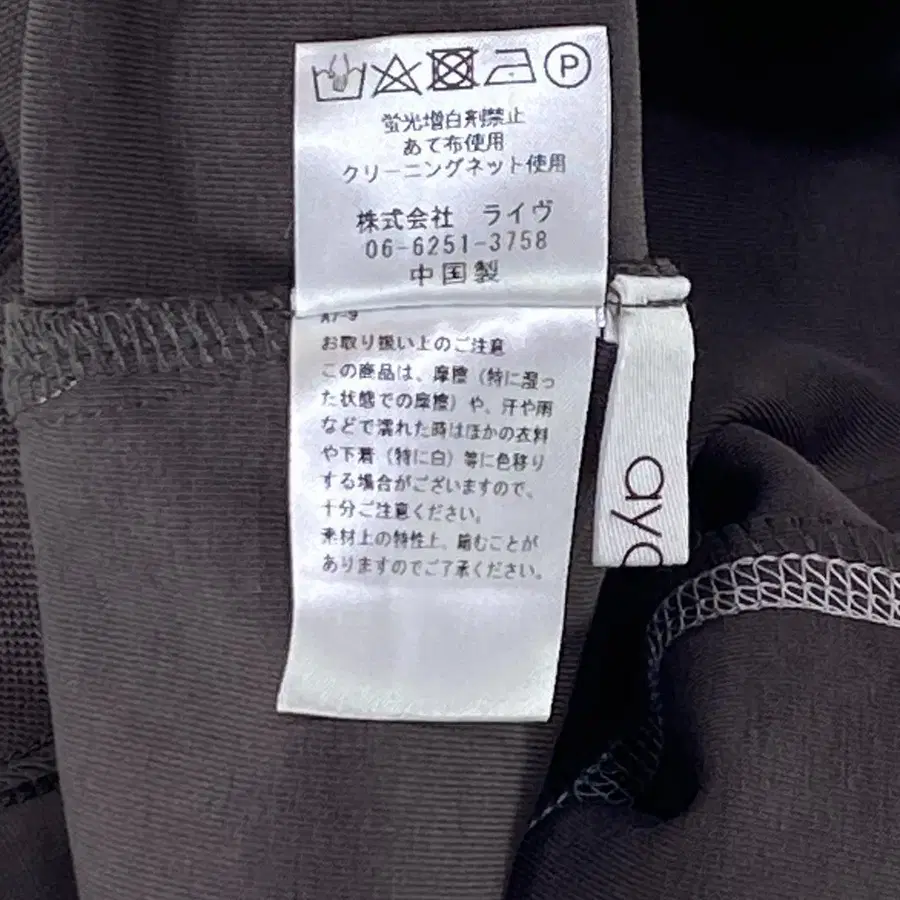 P
蛍光増白剤禁止
あて布使用
クリーニングネット使用
株式会社 ライヴ
06-6251-3758
中国製
A7-9
お取り扱い上のご注意
この商品は、摩擦（特に湿っ
た状態での摩擦）や、汗や雨
などで濡れた時はほかの衣料
や下着（特に白）等に色移り
する場合がございますので、
十分ご注意ください。
素材上の特性上、縮むことが
ありますのでご了承ください。
ayc